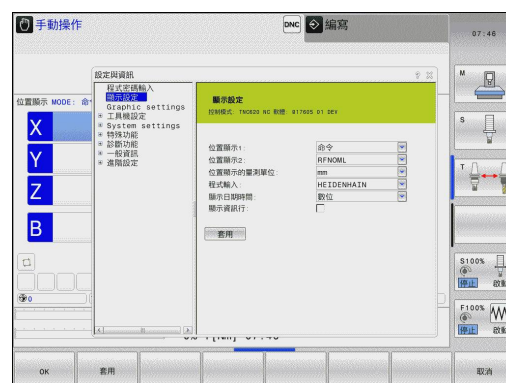 手動操作
DNC
編寫
07:46
設定與資訊
程式密碼輸入
顯示設定
Graphic settings
工具機設定
System settings
特殊功能
診斷功能
一般資訊
進階設定
顯示設定
控制模式: TNC620 NC 軟體: 817605 01 DEV
位置顯示1: 命令
位置顯示2: RFNOML
位置顯示的量測單位: mm
程式輸入: HEIDENHAIN
顯示日期時間: 數位
顯示資訊行:
套用
位置顯示 MODE: 命
X
Y
Z
B
0
M
S
T
S100%
停止 啟動
F100%
停止 啟動
OK
套用
取消